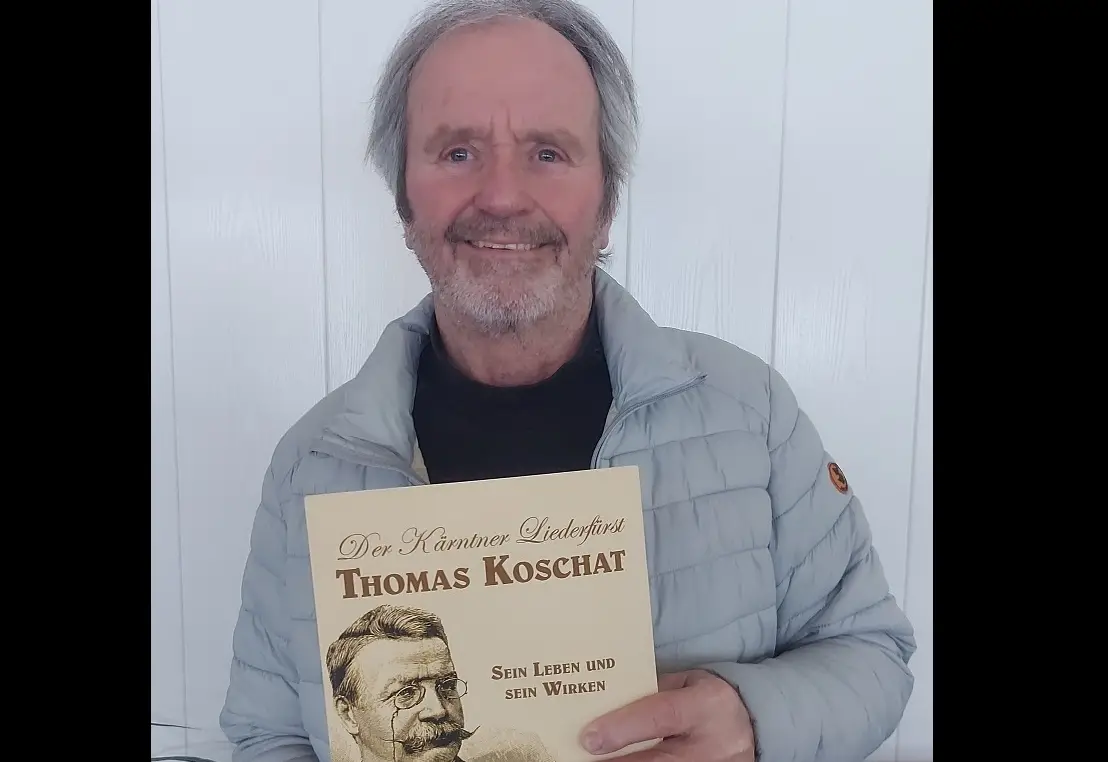 Der Kärntner Liederfürst
THOMAS KOSCHAT
SEIN LEBEN UND
SEIN WIRKEN